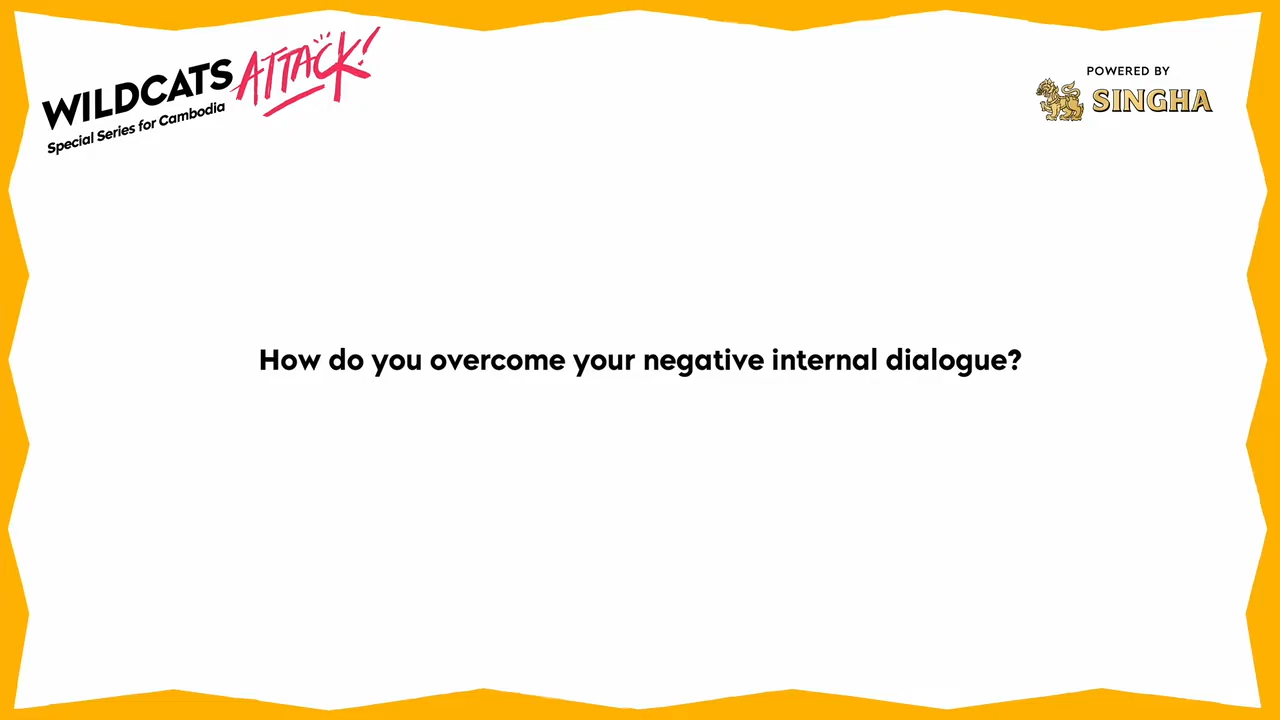 WILDCATS ATTACK!
Special Series for Cambodia
POWERED BY
SINGHA
How do you overcome your negative internal dialogue?